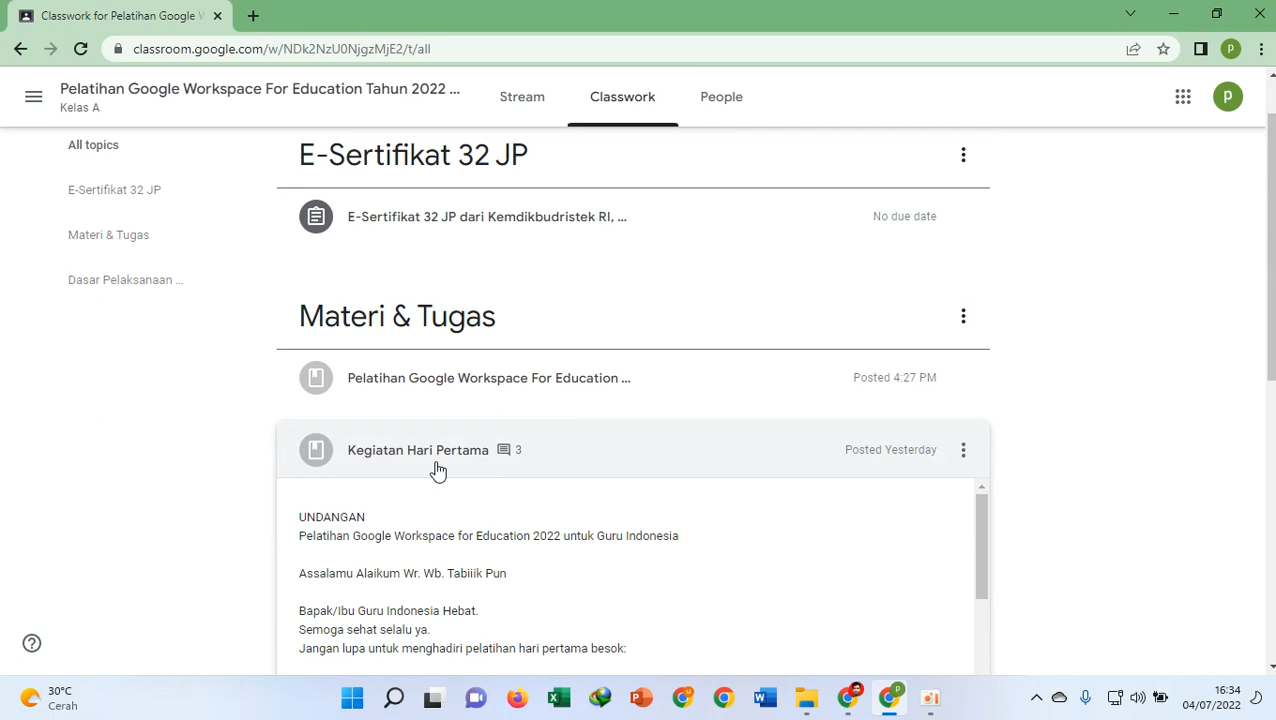 Classwork for Pelatihan Google W
classroom.google.com/w/NDk2NzU0NjgzMjE2/t/all
P
Pelatihan Google Workspace For Education Tahun 2022 ...
Kelas A
Stream
Classwork
People
P
All topics
E-Sertifikat 32 JP
Materi & Tugas
Dasar Pelaksanaan ...
E-Sertifikat 32 JP
E-Sertifikat 32 JP dari Kemdikbudristek RI, ...
No due date
Materi & Tugas
Pelatihan Google Workspace For Education ...
Posted 4:27 PM
Kegiatan Hari Pertama
3
Posted Yesterday
UNDANGAN
Pelatihan Google Workspace for Education 2022 untuk Guru Indonesia
Assalamu Alaikum Wr. Wb. Tabiiik Pun
Bapak/Ibu Guru Indonesia Hebat.
Semoga sehat selalu ya.
Jangan lupa untuk menghadiri pelatihan hari pertama besok:
30°C
Cerah
16:34
04/07/2022